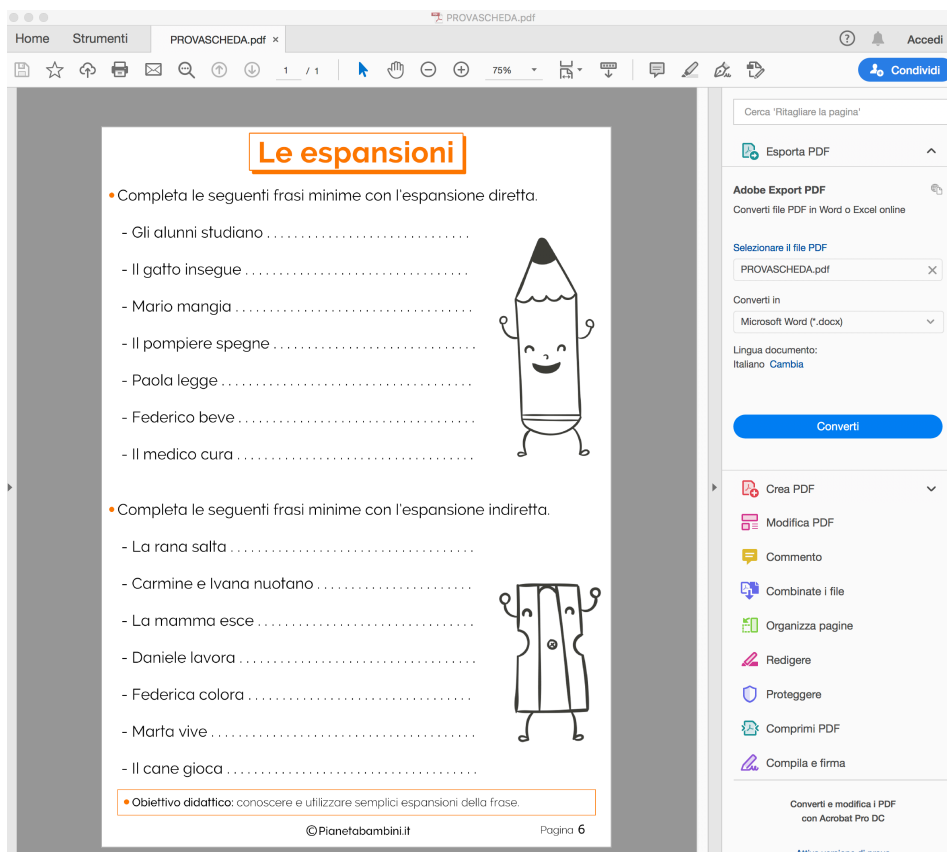 PROVASCHEDA.pdf
Home Strumenti PROVASCHEDA.pdf × ? Accedi
1 / 1 75% Condividi
Le espansioni
• Completa le seguenti frasi minime con l'espansione diretta.
- Gli alunni studiano . . . . . . . . . . . . . . . . . . . . . . . . . . . . . .
- Il gatto insegue . . . . . . . . . . . . . . . . . . . . . . . . . . . . . . . . .
- Mario mangia . . . . . . . . . . . . . . . . . . . . . . . . . . . . . . . . . . .
- Il pompiere spegne . . . . . . . . . . . . . . . . . . . . . . . . . . . . . .
- Paola legge . . . . . . . . . . . . . . . . . . . . . . . . . . . . . . . . . . . . .
- Federico beve . . . . . . . . . . . . . . . . . . . . . . . . . . . . . . . . . . .
- Il medico cura . . . . . . . . . . . . . . . . . . . . . . . . . . . . . . . . . . .
• Completa le seguenti frasi minime con l'espansione indiretta.
- La rana salta . . . . . . . . . . . . . . . . . . . . . . . . . . . . . . . . . . . .
- Carmine e Ivana nuotano . . . . . . . . . . . . . . . . . . . . . . .
- La mamma esce . . . . . . . . . . . . . . . . . . . . . . . . . . . . . . . .
- Daniele lavora . . . . . . . . . . . . . . . . . . . . . . . . . . . . . . . . . . .
- Federica colora . . . . . . . . . . . . . . . . . . . . . . . . . . . . . . . . .
- Marta vive . . . . . . . . . . . . . . . . . . . . . . . . . . . . . . . . . . . . . . .
- Il cane gioca . . . . . . . . . . . . . . . . . . . . . . . . . . . . . . . . . . . . .
• Obiettivo didattico: conoscere e utilizzare semplici espansioni della frase.
©Pianetabambini.it Pagina 6
Cerca 'Ritagliare la pagina'
Esporta PDF
Adobe Export PDF
Converti file PDF in Word o Excel online
Selezionare il file PDF
PROVASCHEDA.pdf
Converti in
Microsoft Word (*.docx)
Lingua documento:
Italiano Cambia
Converti
Crea PDF
Modifica PDF
Commento
Combinate i file
Organizza pagine
Redigere
Proteggere
Comprimi PDF
Compila e firma
Converti e modifica i PDF
con Acrobat Pro DC